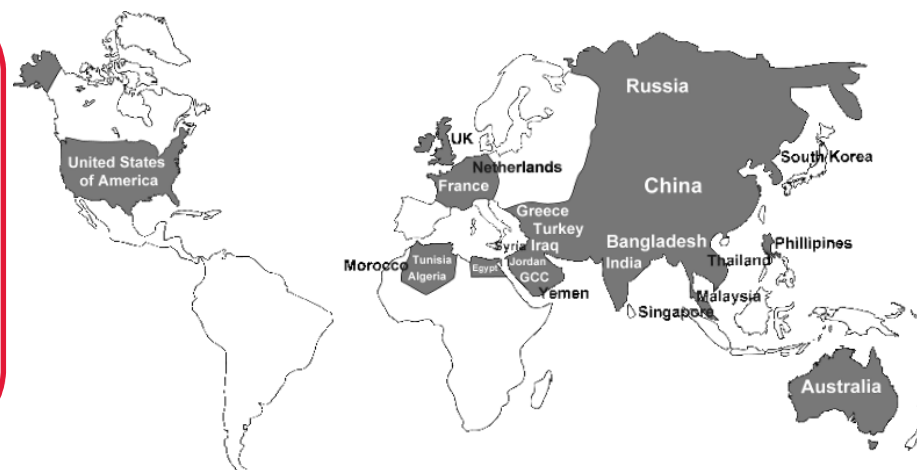 Russia
UK
South Korea
United States
of America
Netherlands
France
China
Greece
Turkey
Bangladesh
Phillipines
Syria
Iraq
Morocco
Tunisia
Jordan
India
Thailand
Algeria
Egypt
GCC
Yemen
Malaysia
Singapore
Australia